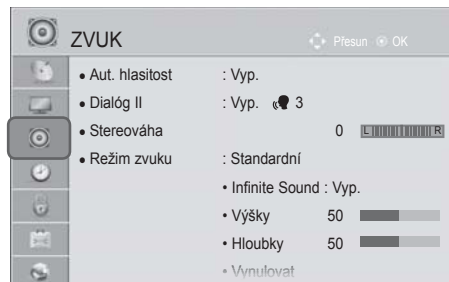 ZVUK
Přesun OK
• Aut. hlasitost : Vyp.
• Dialóg II : Vyp. 3
• Stereováha 0 L R
• Režim zvuku : Standardní
• Infinite Sound : Vyp.
• Výšky 50
• Hloubky 50
• Vynulovat